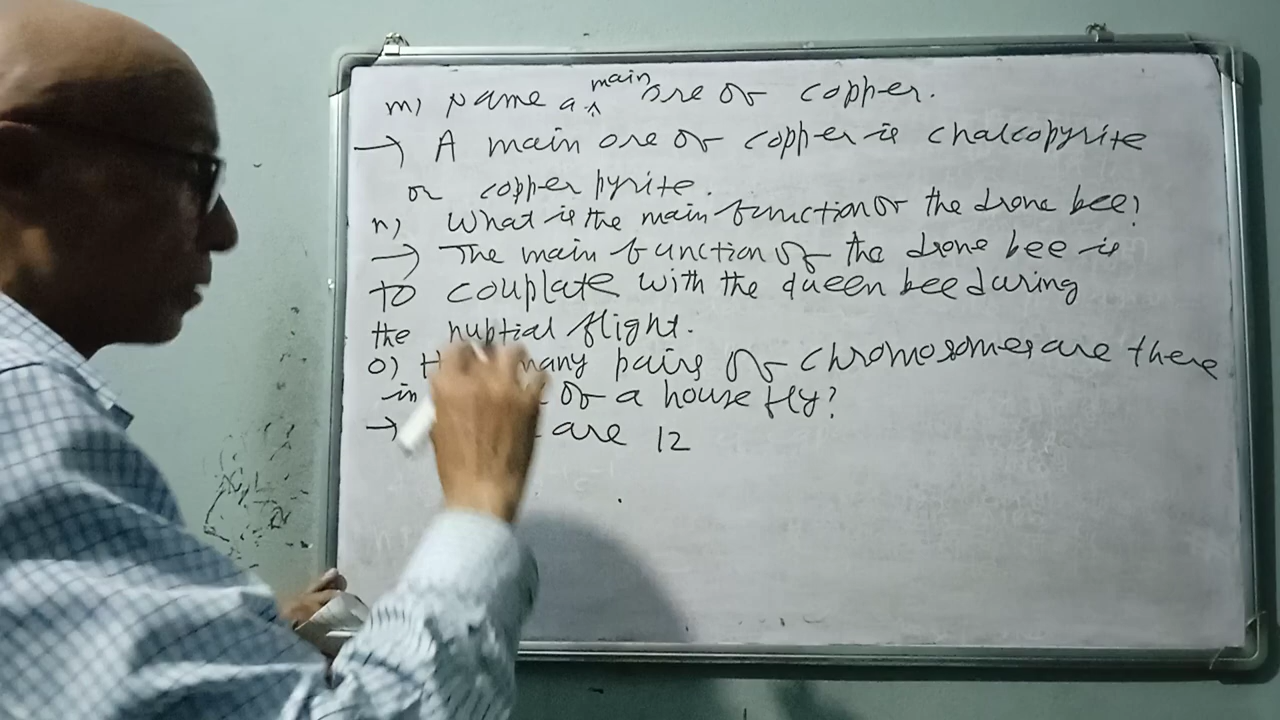 m) Name a main ore of copper.
→ A main ore of copper is chalcopyrite
or copper pyrite.
n) What is the main function of the drone bee?
→ The main function of the drone bee is
to couplate with the queen bee during
the nuptial flight.
o) many pairs of chromosomes are there
in of a house fly?
→ are 12